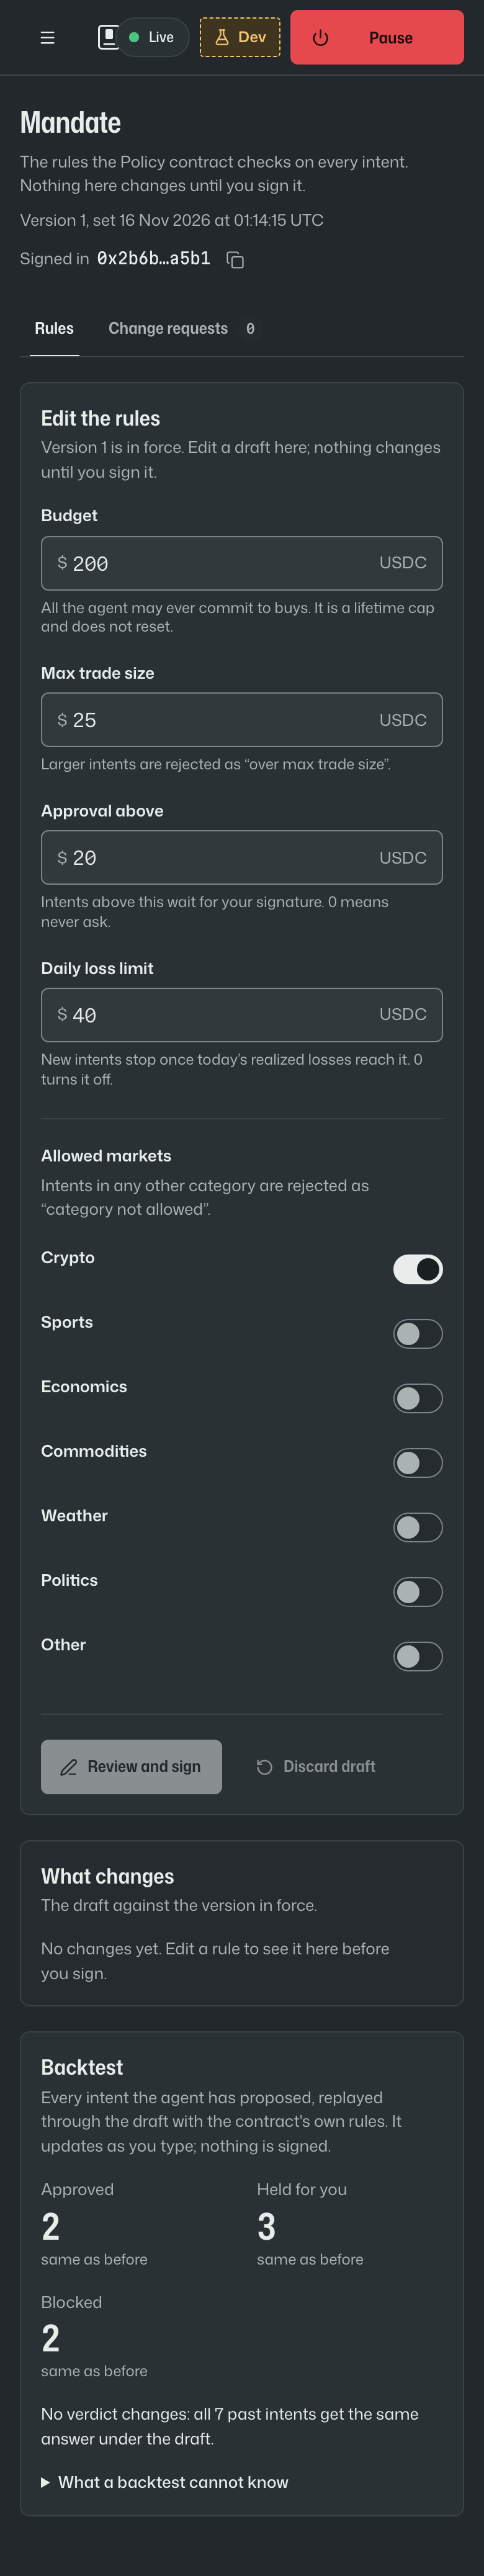 Live
Dev
Pause
Mandate
The rules the Policy contract checks on every intent.
Nothing here changes until you sign it.
Version 1, set 16 Nov 2026 at 01:14:15 UTC
Signed in 0x2b6b…a5b1
Rules
Change requests 0
Edit the rules
Version 1 is in force. Edit a draft here; nothing changes
until you sign it.
Budget
$ 200 USDC
All the agent may ever commit to buys. It is a lifetime cap
and does not reset.
Max trade size
$ 25 USDC
Larger intents are rejected as “over max trade size”.
Approval above
$ 20 USDC
Intents above this wait for your signature. 0 means
never ask.
Daily loss limit
$ 40 USDC
New intents stop once today’s realized losses reach it. 0
turns it off.
Allowed markets
Intents in any other category are rejected as
“category not allowed”.
Crypto
Sports
Economics
Commodities
Weather
Politics
Other
Review and sign
Discard draft
What changes
The draft against the version in force.
No changes yet. Edit a rule to see it here before
you sign.
Backtest
Every intent the agent has proposed, replayed
through the draft with the contract's own rules. It
updates as you type; nothing is signed.
Approved
2
same as before
Held for you
3
same as before
Blocked
2
same as before
No verdict changes: all 7 past intents get the same
answer under the draft.
What a backtest cannot know